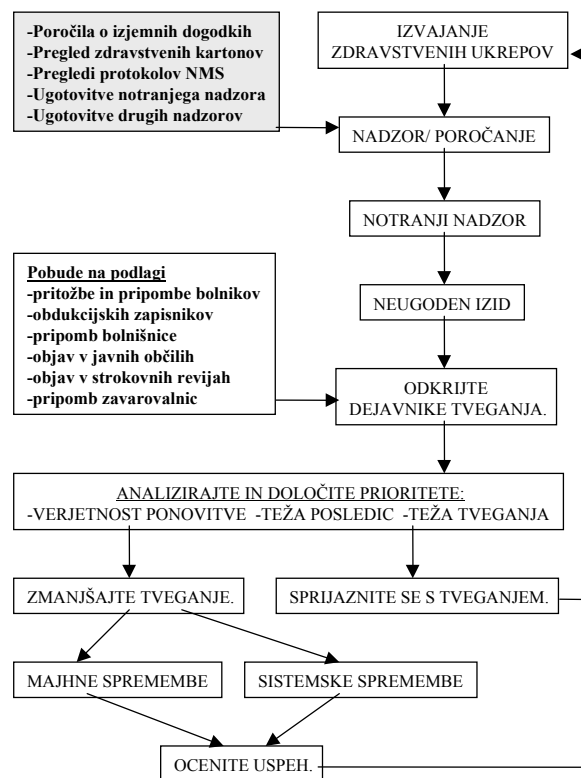 -Poročila o izjemnih dogodkih
-Pregled zdravstvenih kartonov
-Pregledi protokolov NMS
-Ugotovitve notranjega nadzora
-Ugotovitve drugih nadzorov
IZVAJANJE
ZDRAVSTVENIH UKREPOV
NADZOR/ POROČANJE
NOTRANJI NADZOR
Pobude na podlagi
-pritožbe in pripombe bolnikov
-obdukcijskih zapisnikov
-pripomb bolnišnice
-objav v javnih občilih
-objav v strokovnih revijah
-pripomb zavarovalnic
NEUGODEN IZID
ODKRIJTE
DEJAVNIKE TVEGANJA.
ANALIZIRAJTE IN DOLOČITE PRIORITETE:
-VERJETNOST PONOVITVE -TEŽA POSLEDIC -TEŽA TVEGANJA
ZMANJŠAJTE TVEGANJE.
SPRIJAZNITE SE S TVEGANJEM.
MAJHNE SPREMEMBE
SISTEMSKE SPREMEMBE
OCENITE USPEH.